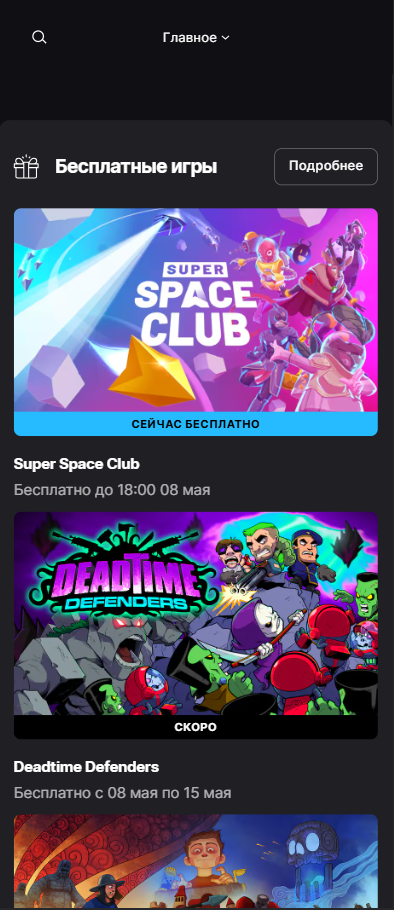 Главное
Бесплатные игры
Подробнее
SUPER
SPACE
CLUB
СЕЙЧАС БЕСПЛАТНО
Super Space Club
Бесплатно до 18:00 08 мая
DEADTIME
DEFENDERS
СКОРО
Deadtime Defenders
Бесплатно с 08 мая по 15 мая